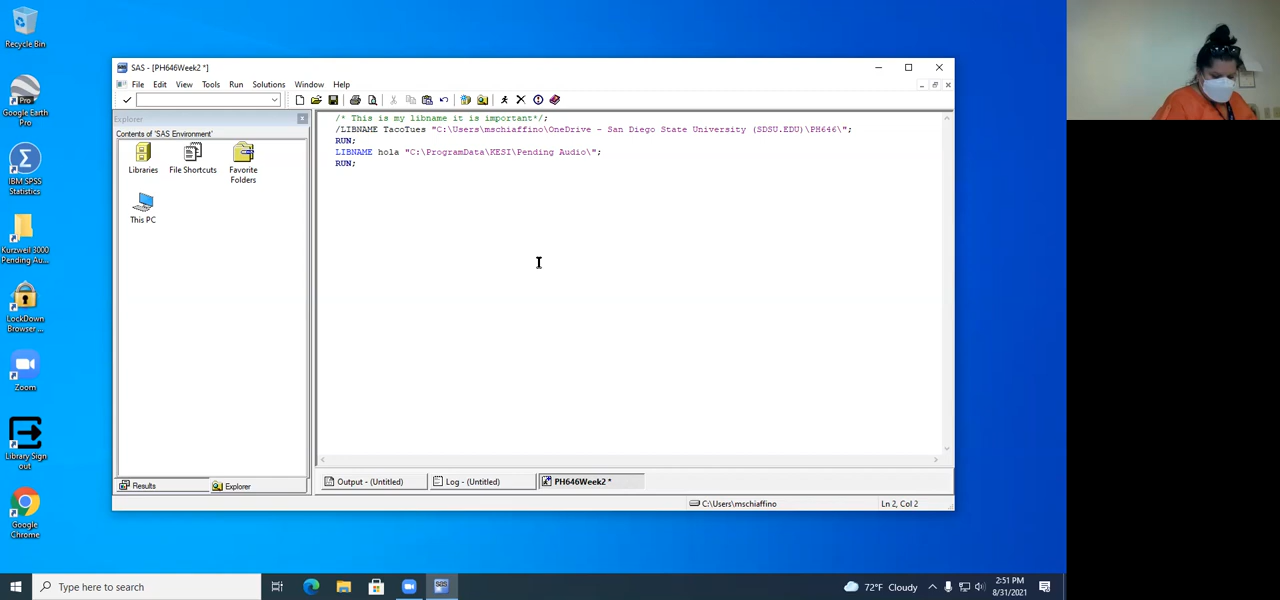 Recycle Bin
Google Earth
Pro
IBM SPSS
Statistics
Kurzweil 3000
Pending Au...
LockDown
Browser ...
Zoom
Library Sign
out
Google
Chrome
SAS - [PH646Week2 *]
File Edit View Tools Run Solutions Window Help
Explorer
Contents of 'SAS Environment'
Libraries File Shortcuts Favorite
Folders
This PC
Results Explorer
/* This is my libname it is important*/;
/LIBNAME TacoTues "C:\Users\mschiaffino\OneDrive - San Diego State University (SDSU.EDU)\PH646\";
RUN;
LIBNAME hola "C:\ProgramData\KESI\Pending Audio\";
RUN;
Output - (Untitled) Log - (Untitled) PH646Week2 *
C:\Users\mschiaffino Ln 2, Col 2
Type here to search
SAS
72°F Cloudy
2:51 PM
8/31/2021